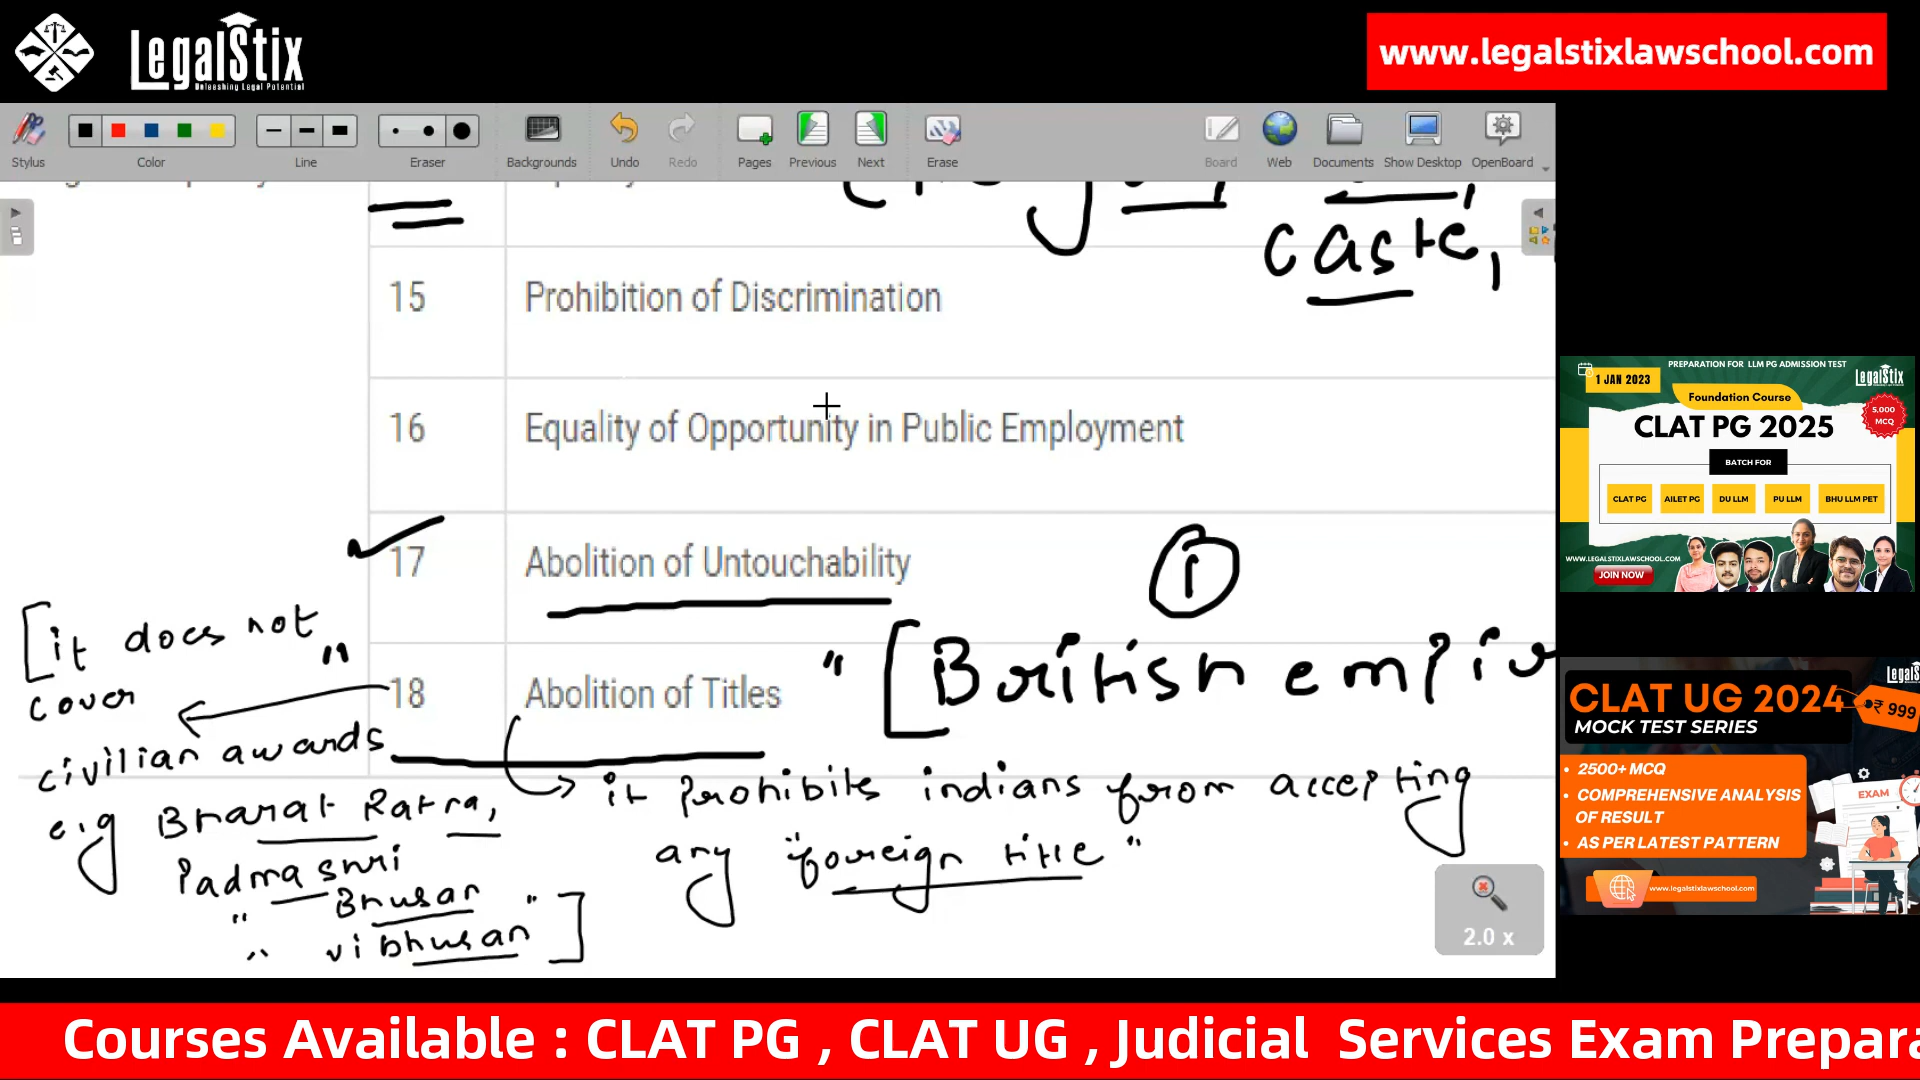 LegalStix
Unleashing Legal Potential
www.legalstixlawschool.com
Stylus
Color
Line
Eraser
Backgrounds
Undo
Redo
Pages
Previous
Next
Erase
Board
Web
Documents
Show Desktop
OpenBoard
caste,
15 Prohibition of Discrimination
16 Equality of Opportunity in Public Employment
17 Abolition of Untouchability
1
18 Abolition of Titles
" [British empir
[it does not "
cover
civilian awards
e.g Bharat Ratna,
Padma shri
" Bhusan "
" vibhusan ]
it prohibits indians from accepting
any "foreign title"
2.0 x
PREPARATION FOR LLM PG ADMISSION TEST
1 JAN 2023
LegalStix
Foundation Course
5,000
MCQ
CLAT PG 2025
BATCH FOR
CLAT PG
AILET PG
DU LLM
PU LLM
BHU LLM PET
WWW.LEGALSTIXLAWSCHOOL.COM
JOIN NOW
LegalS
CLAT UG 2024
₹ 999
MOCK TEST SERIES
• 2500+ MCQ
• COMPREHENSIVE ANALYSIS
OF RESULT
• AS PER LATEST PATTERN
EXAM
www.legalstixlawschool.com
Courses Available : CLAT PG , CLAT UG , Judicial Services Exam Prepara